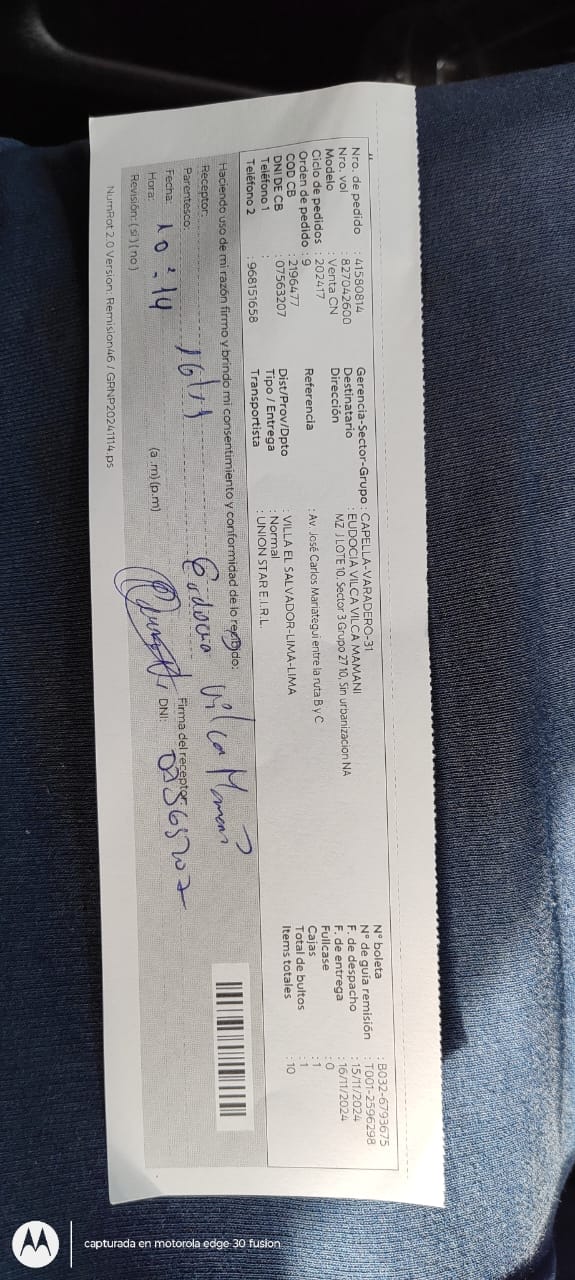 Nro. de pedido : 41580814
Nro. vol : 827042600
Modelo : Venta CN
Ciclo de pedidos : 202417
Orden de pedido : 9
COD CB : 2196477
DNI DE CB : 07563207
Teléfono 1 :
Teléfono 2 : 968151658
Gerencia-Sector-Grupo : CAPELLA-VARADERO-31
Destinatario : EUDOCIA VILCA VILCA MAMANI
Dirección MZ J LOTE 10. Sector 3 Grupo 27 10, Sin urbanizacion NA
Referencia : Av. José Carlos Mariategui entre la ruta B y C
Dist/Prov/Dpto : VILLA EL SALVADOR-LIMA-LIMA
Tipo / Entrega : Normal
Transportista : UNION STAR E.I.R.L.
N° boleta : B032-6793675
N° de guía remisión : T001-2596298
F. de despacho : 15/11/2024
F. de entrega : 16/11/2024
Fullcase : 0
Cajas : 1
Total de bultos : 1
Items totales : 10
Haciendo uso de mi razón firmo y brindo mi consentimiento y conformidad de lo recibido:
Receptor: Vilca Mamani
Parentesco:
Fecha: 16/11
Firma del receptor:
Hora: 10:14 (a.m) (p.m) DNI:
Revisión: (si) (no)
NumRot 2.0 Version: Remision46 / GRNP20241114.ps
capturada en motorola edge 30 fusion